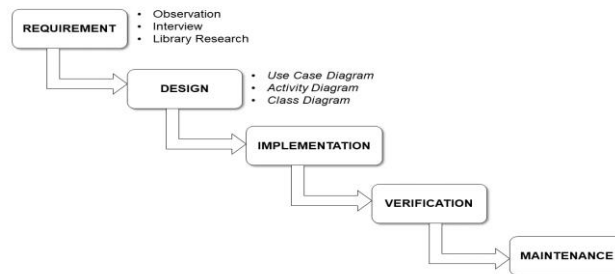 • Observation
REQUIREMENT
• Interview
• Library Research
• Use Case Diagram
DESIGN
• Activity Diagram
• Class Diagram
IMPLEMENTATION
VERIFICATION
MAINTENANCE